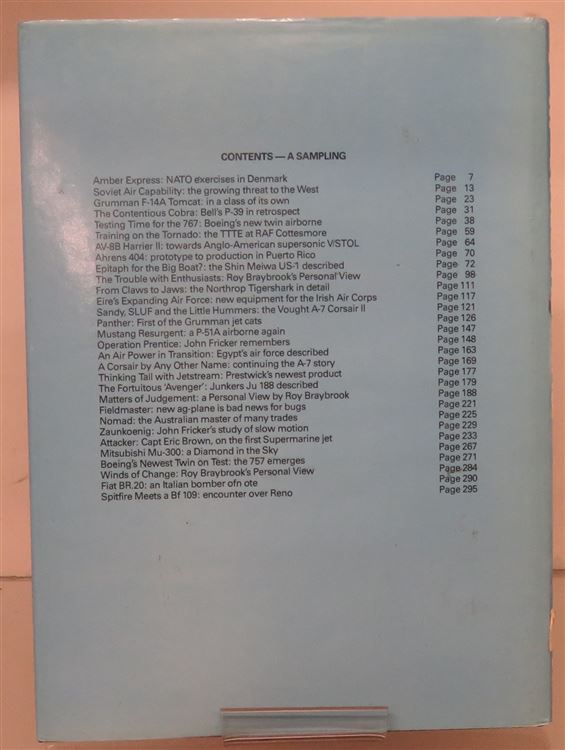 CONTENTS — A SAMPLING
Amber Express: NATO exercises in Denmark Page 7
Soviet Air Capability: the growing threat to the West Page 13
Grumman F-14A Tomcat: in a class of its own Page 23
The Contentious Cobra: Bell's P-39 in retrospect Page 31
Testing Time for the 767: Boeing's new twin airborne Page 38
Training on the Tornado: the TTTE at RAF Cottesmore Page 59
AV-8B Harrier II: towards Anglo-American supersonic V/STOL Page 64
Ahrens 404: prototype to production in Puerto Rico Page 70
Epitaph for the Big Boat?: the Shin Meiwa US-1 described Page 72
The Trouble with Enthusiasts: Roy Braybrook's Personal View Page 98
From Claws to Jaws: the Northrop Tigershark in detail Page 111
Eire's Expanding Air Force: new equipment for the Irish Air Corps Page 117
Sandy, SLUF and the Little Hummers: the Vought A-7 Corsair II Page 121
Panther: First of the Grumman jet cats Page 126
Mustang Resurgent: a P-51A airborne again Page 147
Operation Prentice: John Fricker remembers Page 148
An Air Power in Transition: Egypt's air force described Page 163
A Corsair by Any Other Name: continuing the A-7 story Page 169
Thinking Tall with Jetstream: Prestwick's newest product Page 177
The Fortuitous 'Avenger': Junkers Ju 188 described Page 179
Matters of Judgement: a Personal View by Roy Braybrook Page 188
Fieldmaster: new ag-plane is bad news for bugs Page 221
Nomad: the Australian master of many trades Page 225
Zaunkoenig: John Fricker's study of slow motion Page 229
Attacker: Capt Eric Brown, on the first Supermarine jet Page 233
Mitsubishi Mu-300: a Diamond in the Sky Page 267
Boeing's Newest Twin on Test: the 757 emerges Page 271
Winds of Change: Roy Braybrook's Personal View Page 284
Fiat BR.20: an Italian bomber ofn ote Page 290
Spitfire Meets a Bf 109: encounter over Reno Page 295